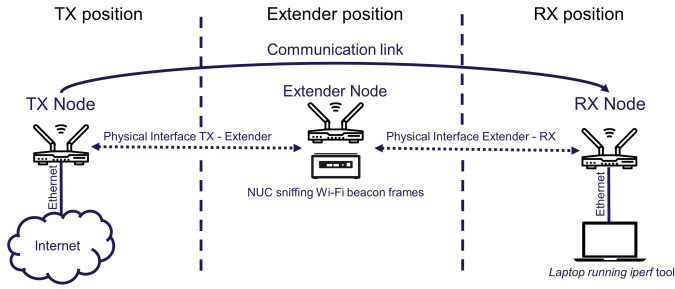 TX position
Extender position
RX position
Communication link
TX Node
Extender Node
RX Node
Physical Interface TX - Extender
Physical Interface Extender - RX
NUC sniffing Wi-Fi beacon frames
Ethernet
Ethernet
Internet
Laptop running iperf tool